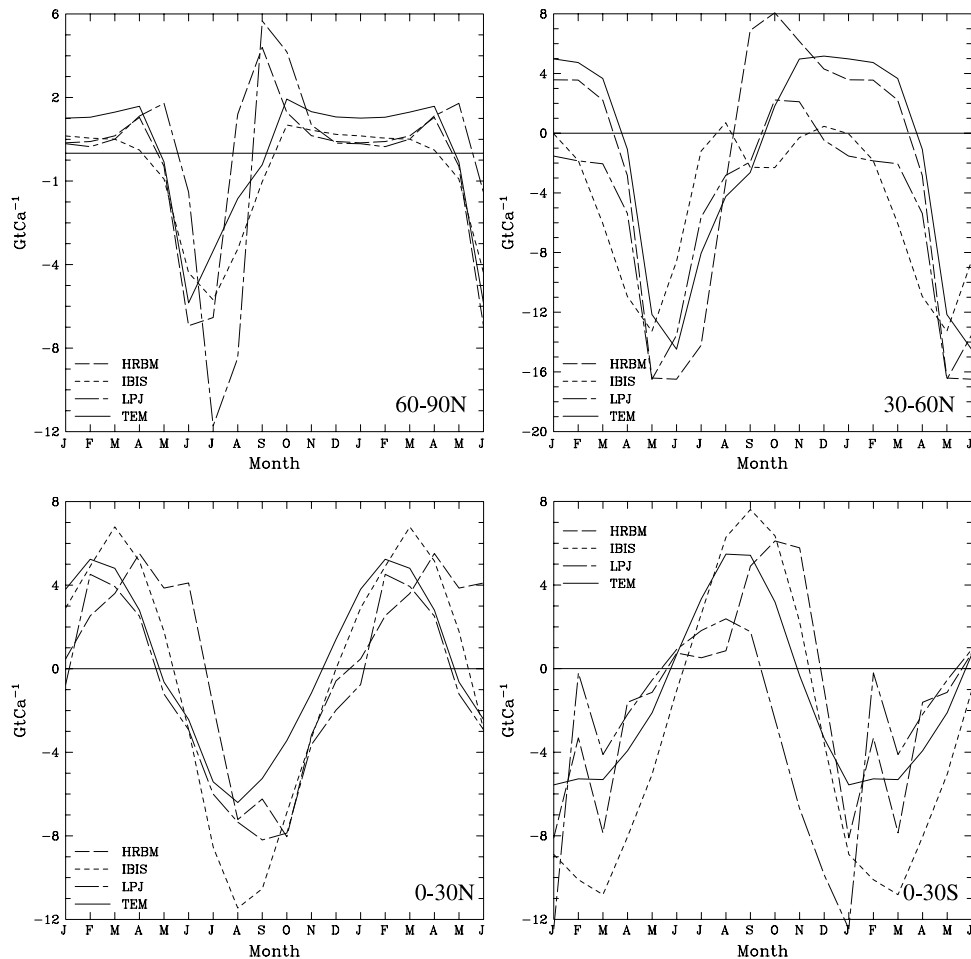 6
2
-1
-4
-8
-12
GtCa⁻¹
HRBM
IBIS
LPJ
TEM
60-90N
J F M A M J J A S O N D J F M A M J
Month
8
4
0
-4
-8
-12
-16
-20
GtCa⁻¹
HRBM
IBIS
LPJ
TEM
30-60N
J F M A M J J A S O N D J F M A M J
Month
8
4
0
-4
-8
-12
GtCa⁻¹
HRBM
IBIS
LPJ
TEM
0-30N
J F M A M J J A S O N D J F M A M J
Month
8
4
0
-4
-8
-12
GtCa⁻¹
HRBM
IBIS
LPJ
TEM
0-30S
J F M A M J J A S O N D J F M A M J
Month